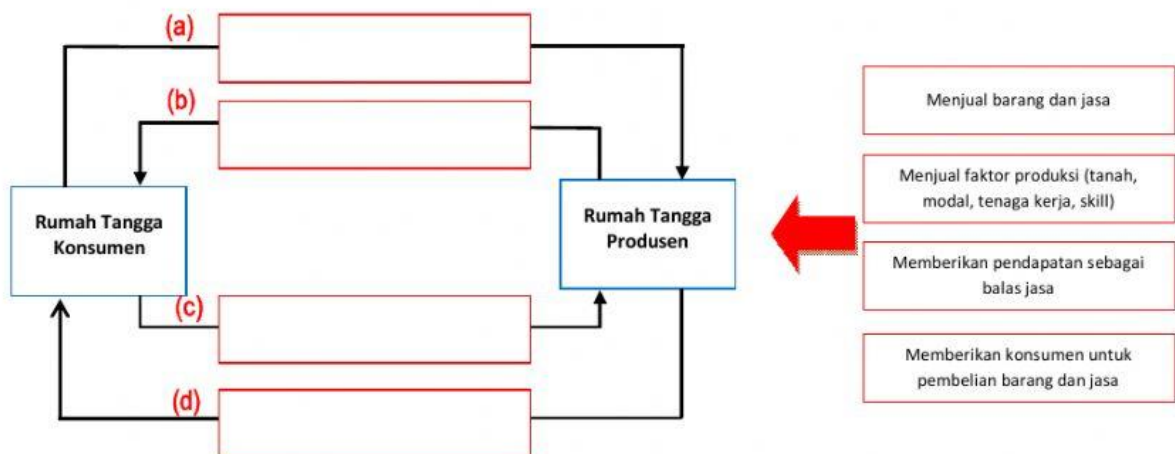 (a)
(b)
Rumah Tangga
Konsumen
Rumah Tangga
Produsen
(c)
(d)
Menjual barang dan jasa
Menjual faktor produksi (tanah,
modal, tenaga kerja, skill)
Memberikan pendapatan sebagai
balas jasa
Memberikan konsumen untuk
pembelian barang dan jasa